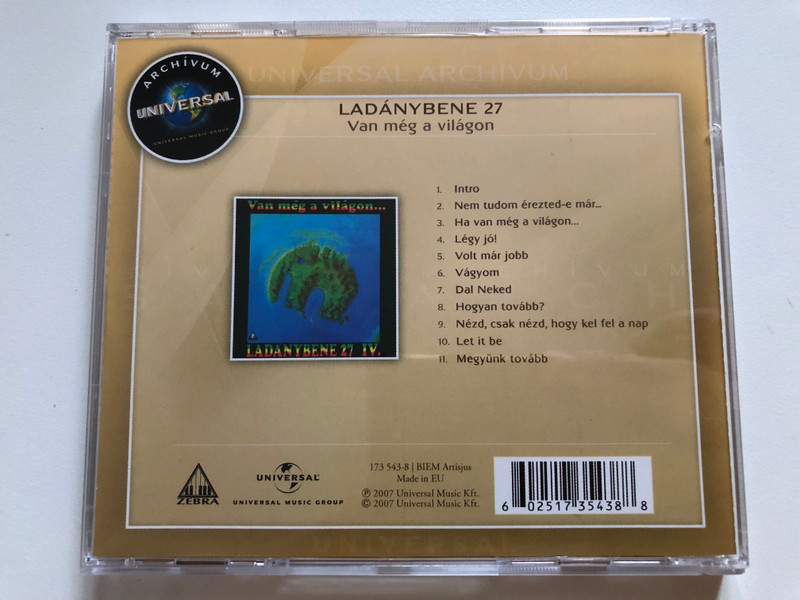 ARCHÍVUM
UNIVERSAL
UNIVERSAL MUSIC GROUP
UNIVERSAL ARCHÍVUM
LADÁNYBENE 27
Van még a világon
1. Intro
2. Nem tudom érezted-e már...
3. Ha van még a világon...
4. Légy jó!
5. Volt már jobb
6. Vágyom
7. Dal Neked
8. Hogyan tovább?
9. Nézd, csak nézd, hogy kel fel a nap
10. Let it be
11. Megyünk tovább
Van még a világon...
LADÁNYBENE 27 IV.
ZEBRA
UNIVERSAL
UNIVERSAL MUSIC GROUP
173 543-8 | BIEM Artisjus
Made in EU
℗ 2007 Universal Music Kft.
© 2007 Universal Music Kft.
6 02517 35438 8
UNIVERSAL